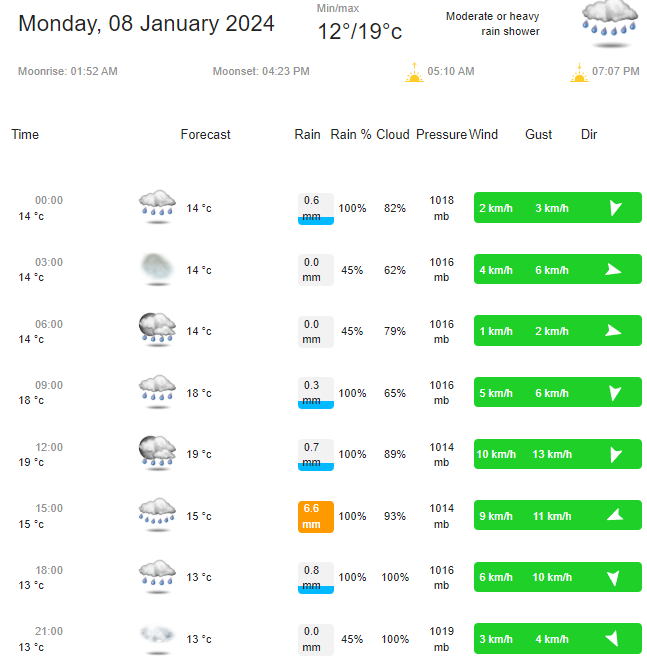 Monday, 08 January 2024
Min/max
12°/19°c
Moderate or heavy
rain shower
Moonrise: 01:52 AM Moonset: 04:23 PM 05:10 AM 07:07 PM
Time Forecast Rain Rain % Cloud Pressure Wind Gust Dir
00:00
14 °c 14 °c 0.6 mm 100% 82% 1018 mb 2 km/h 3 km/h
03:00
14 °c 14 °c 0.0 mm 45% 62% 1016 mb 4 km/h 6 km/h
06:00
14 °c 14 °c 0.0 mm 45% 79% 1016 mb 1 km/h 2 km/h
09:00
18 °c 18 °c 0.3 mm 100% 65% 1016 mb 5 km/h 6 km/h
12:00
19 °c 19 °c 0.7 mm 100% 89% 1014 mb 10 km/h 13 km/h
15:00
15 °c 15 °c 6.6 mm 100% 93% 1014 mb 9 km/h 11 km/h
18:00
13 °c 13 °c 0.8 mm 100% 100% 1016 mb 6 km/h 10 km/h
21:00
13 °c 13 °c 0.0 mm 45% 100% 1019 mb 3 km/h 4 km/h